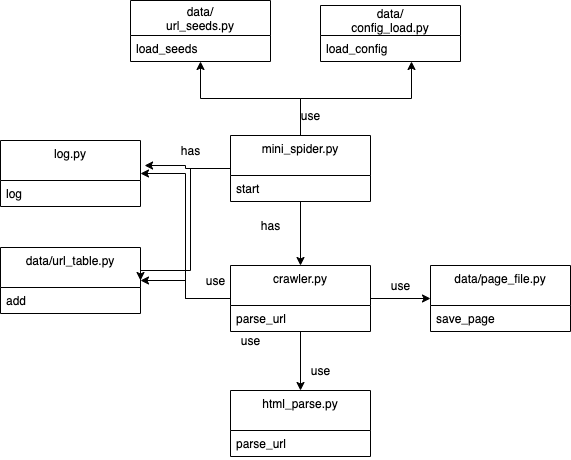 data/
url_seeds.py
load_seeds
data/
config_load.py
load_config
use
log.py
log
has
mini_spider.py
start
has
data/url_table.py
add
use
crawler.py
parse_url
use
use
data/page_file.py
save_page
use
html_parse.py
parse_url